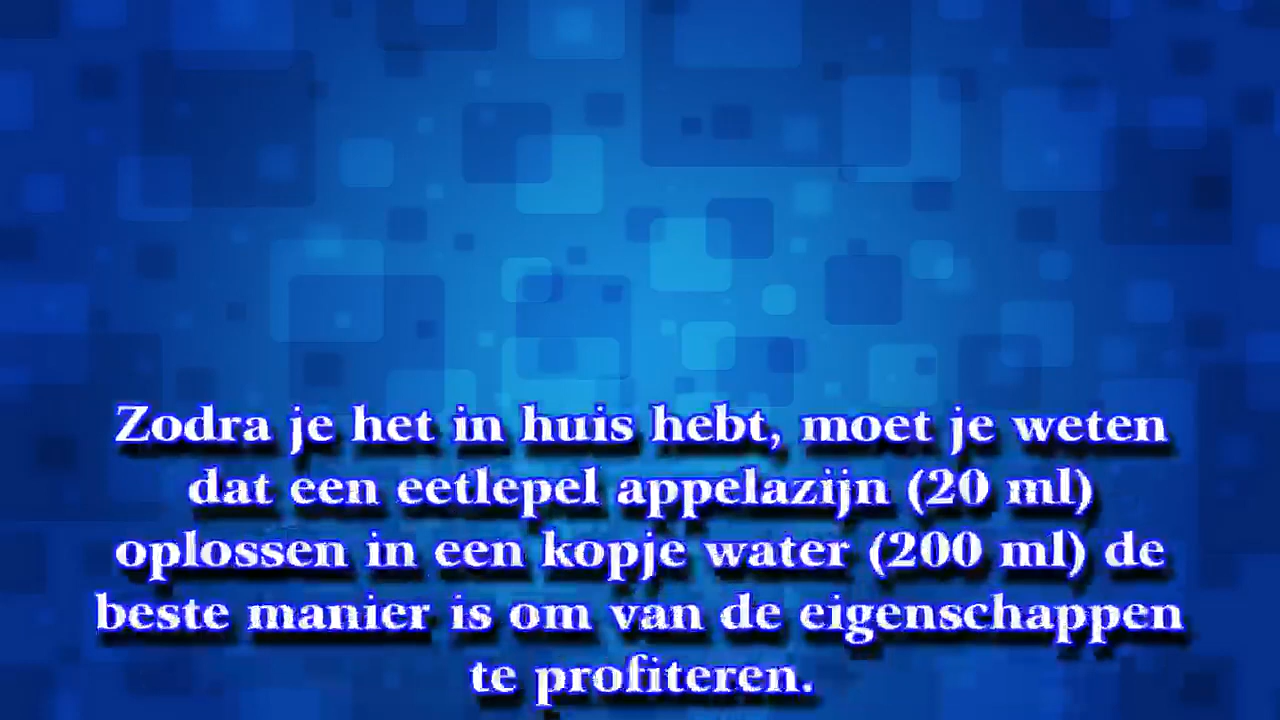 Zodra je het in huis hebt, moet je weten
dat een eetlepel appelazijn (20 ml)
oplossen in een kopje water (200 ml) de
beste manier is om van de eigenschappen
te profiteren.